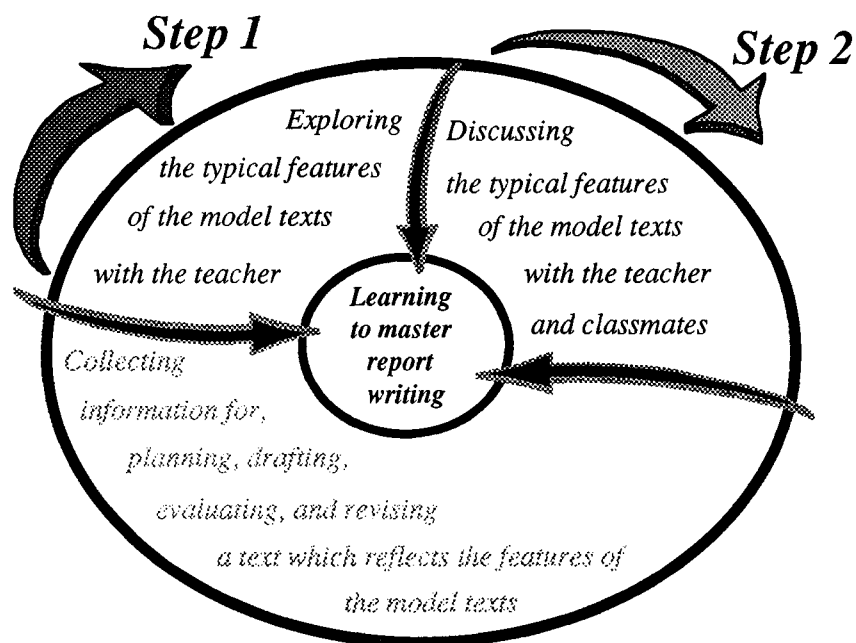 Step 1
Step 2
Exploring
the typical features
of the model texts
with the teacher
Discussing
the typical features
of the model texts
with the teacher
and classmates
Learning
to master
report
writing
Collecting
information for,
planning, drafting,
evaluating, and revising
a text which reflects the features of
the model texts